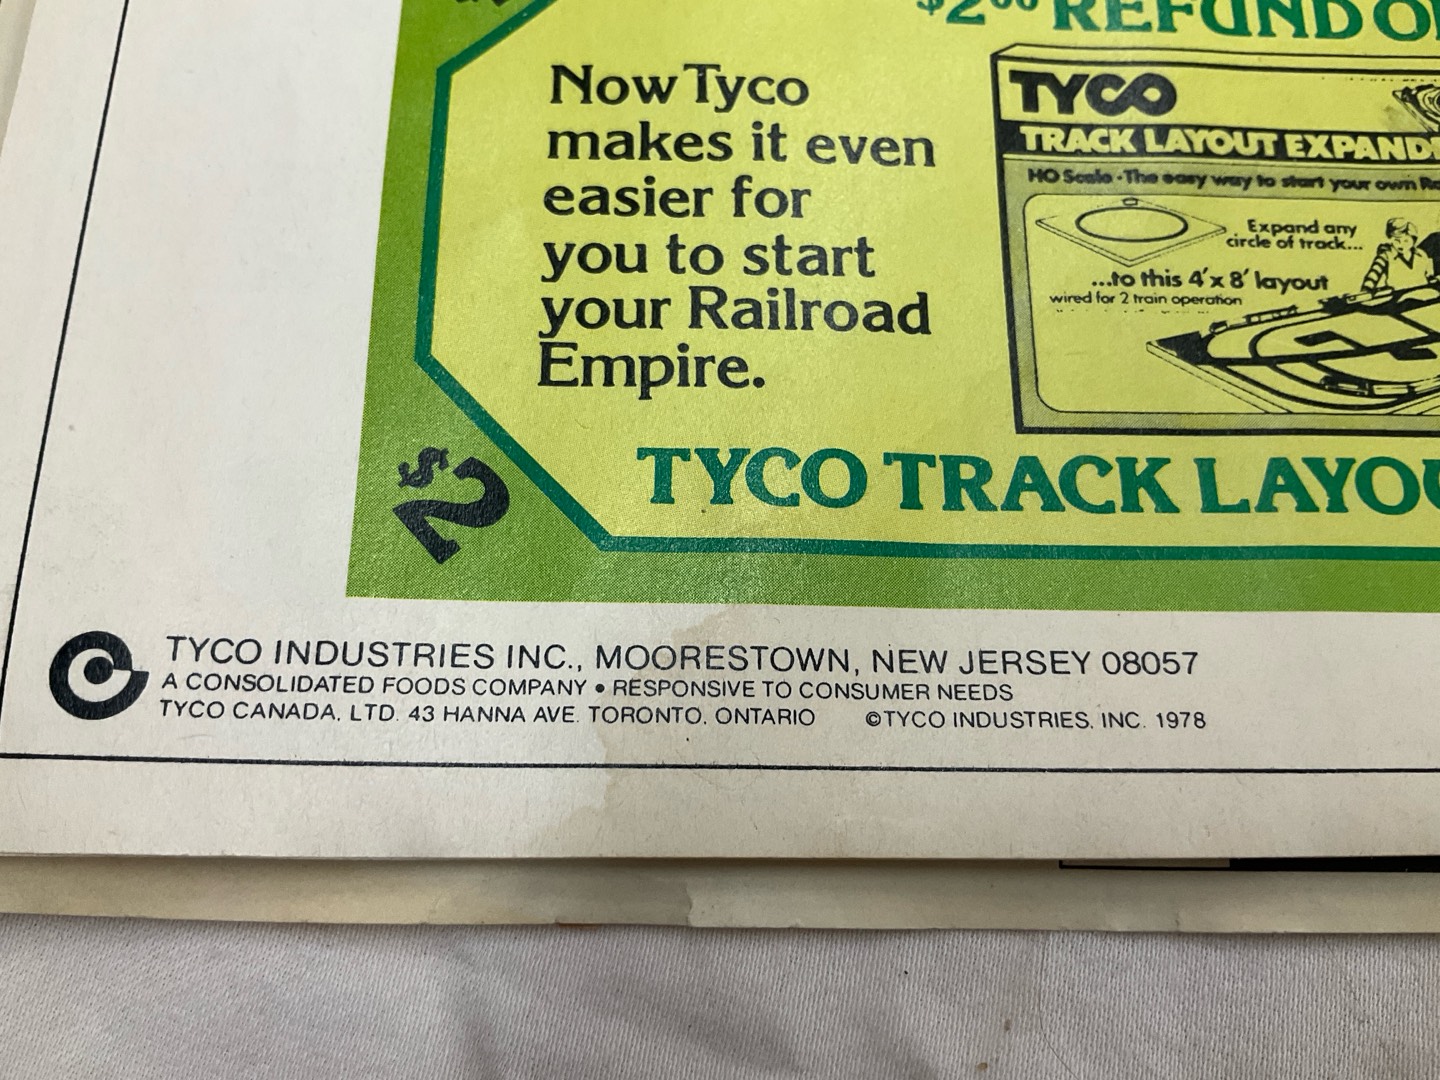 $2.00 REFUND
Now Tyco
makes it even
easier for
you to start
your Railroad
Empire.
TYCO
TRACK LAYOUT
HO Scale - The easy way to start your own
Expand any
circle of track...
...to this 4' x 8' layout
wired for 2 train operation
TYCO TRACK
$2
TYCO INDUSTRIES INC., MOORESTOWN, NEW JERSEY 08057
A CONSOLIDATED FOODS COMPANY • RESPONSIVE TO CONSUMER NEEDS
TYCO CANADA, LTD. 43 HANNA AVE. TORONTO, ONTARIO ©TYCO INDUSTRIES, INC. 1978